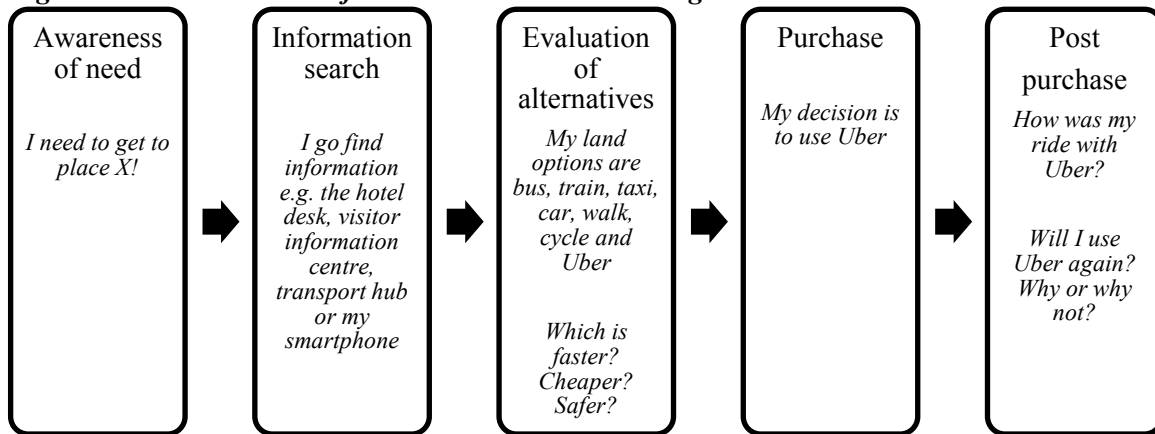 Awareness
of need
I need to get to
place X!
Information
search
I go find
information
e.g. the hotel
desk, visitor
information
centre,
transport hub
or my
smartphone
Evaluation
of
alternatives
My land
options are
bus, train, taxi,
car, walk,
cycle and
Uber
Which is
faster?
Cheaper?
Safer?
Purchase
My decision is
to use Uber
Post
purchase
How was my
ride with
Uber?
Will I use
Uber again?
Why or why
not?